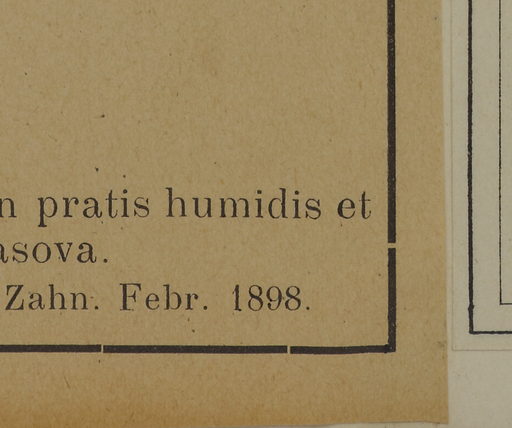 n pratis humidis et
asova.
Zahn. Febr. 1898.